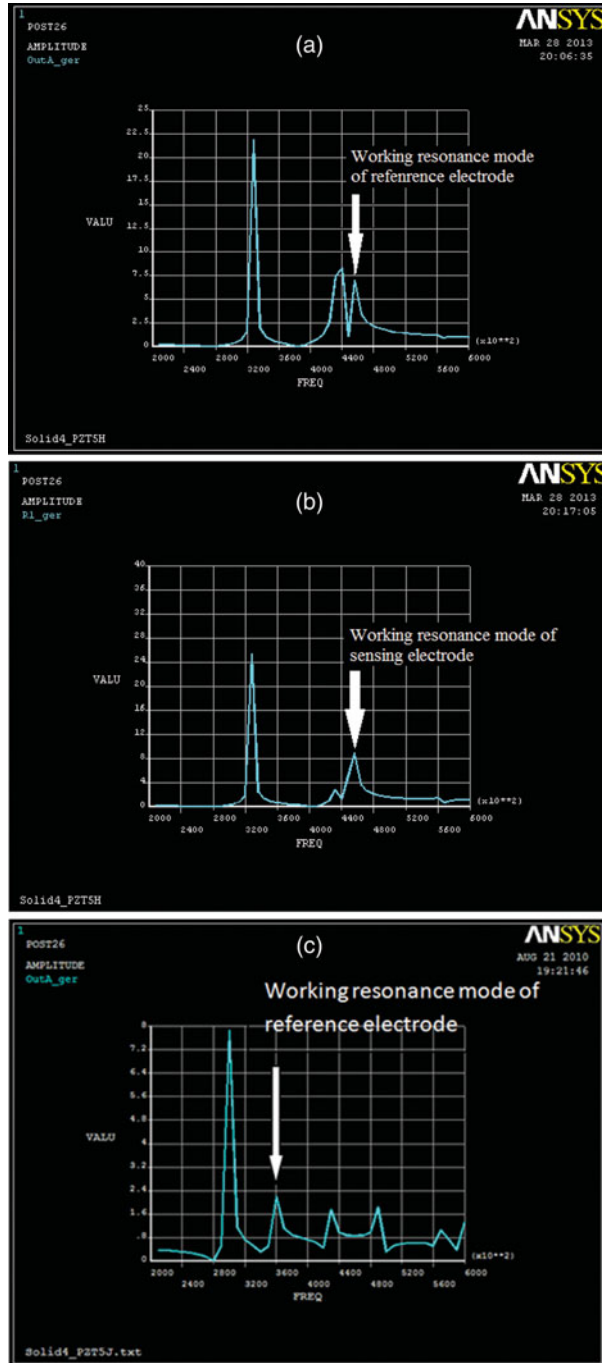 1
POST26
AMPLITUDE
OutA_ger
(a)
ANSYS
MAR 28 2013
20:06:35
Working resonance mode
of refenrence electrode
VALU
25
22.5
20
17.5
15
12.5
10
7.5
5
2.5
0
(x10**2)
2000 2800 3200 3600 4400 4800 6000
2400 4000 5600
FREQ
Solid4_PZT5H
1
POST26
AMPLITUDE
R1_ger
(b)
ANSYS
MAR 28 2013
20:17:05
Working resonance mode of
sensing electrode
VALU
40
36
32
28
24
20
16
12
8
4
0
(x10**2)
2000 2800 3200 3600 4400 4800 6000
2400 4000 5600
FREQ
Solid4_PZT5H
1
POST26
AMPLITUDE
OutA_ger
(c)
ANSYS
AUG 21 2010
19:21:46
Working resonance mode of
reference electrode
VALU
8
7.2
6.4
5.6
4.8
4
3.2
2.4
1.6
.8
0
(x10**2)
2000 2800 3600 4400 5200 6000
2400 3200 4000 4800 5600
FREQ
Solid4_PZT5J.txt